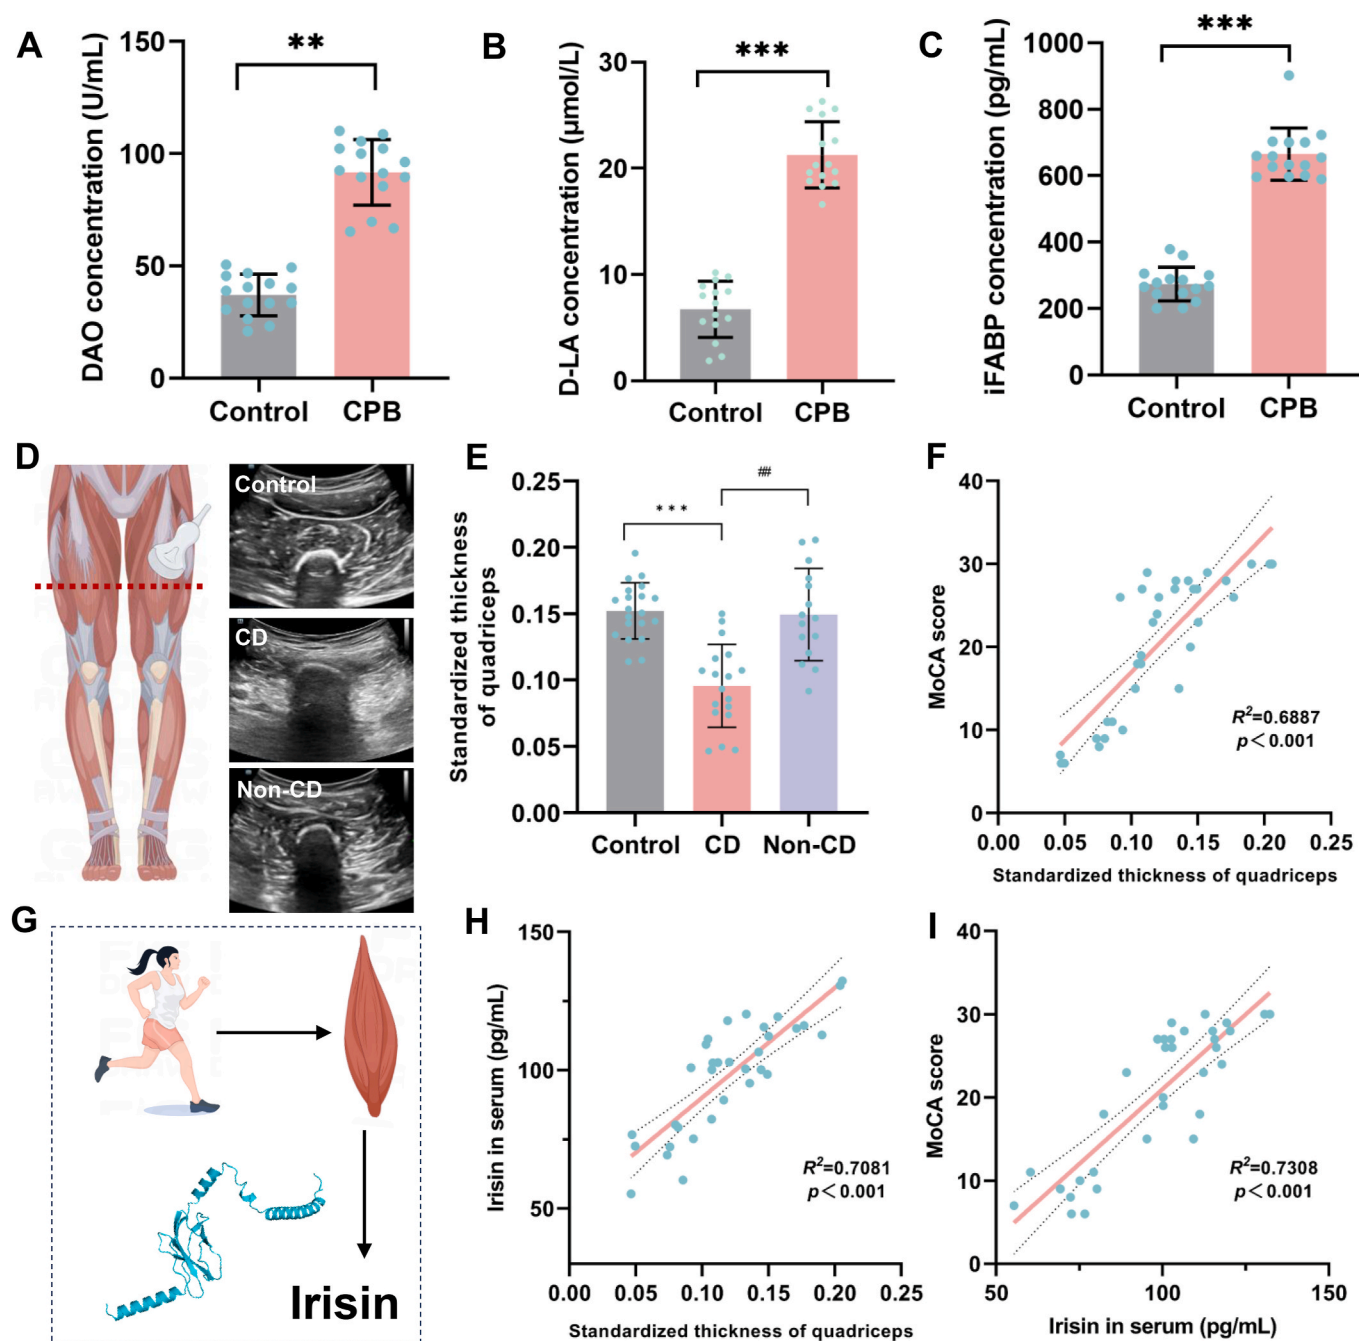 A
DAO concentration (U/mL)
150
100
50
0
**
Control
CPB
B
D-LA concentration (μmol/L)
30
20
10
0
***
Control
CPB
C
iFABP concentration (pg/mL)
1000
800
600
400
200
0
***
Control
CPB
D
Control
CD
Non-CD
E
Standardized thickness
of quadriceps
0.25
0.20
0.15
0.10
0.05
0.00
***
##
Control
CD
Non-CD
F
MoCA score
40
30
20
10
0
R²=0.6887
p<0.001
0.00 0.05 0.10 0.15 0.20 0.25
Standardized thickness of quadriceps
G
Irisin
H
Irisin in serum (pg/mL)
150
100
50
R²=0.7081
p<0.001
0.00 0.05 0.10 0.15 0.20 0.25
Standardized thickness of quadriceps
I
MoCA score
40
30
20
10
0
R²=0.7308
p<0.001
50 100 150
Irisin in serum (pg/mL)